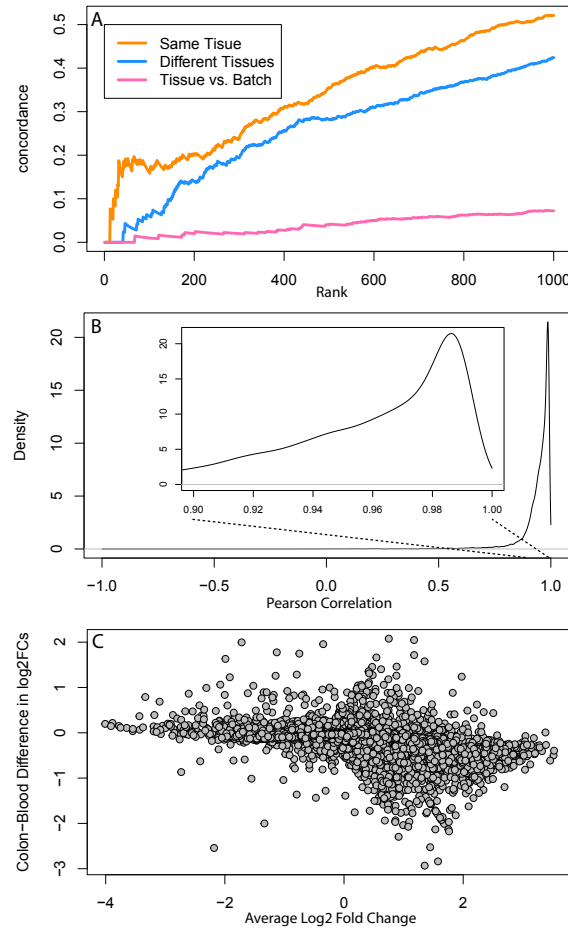 A
Same Tisue
Different Tissues
Tissue vs. Batch
concordance
0.0 0.1 0.2 0.3 0.4 0.5
0 200 400 600 800 1000
Rank
B
Density
0 5 10 15 20
0 5 10 15 20
0.90 0.92 0.94 0.96 0.98 1.00
−1.0 −0.5 0.0 0.5 1.0
Pearson Correlation
C
Colon−Blood Difference in log2FCs
−3 −2 −1 0 1 2
−4 −2 0 2
Average Log2 Fold Change